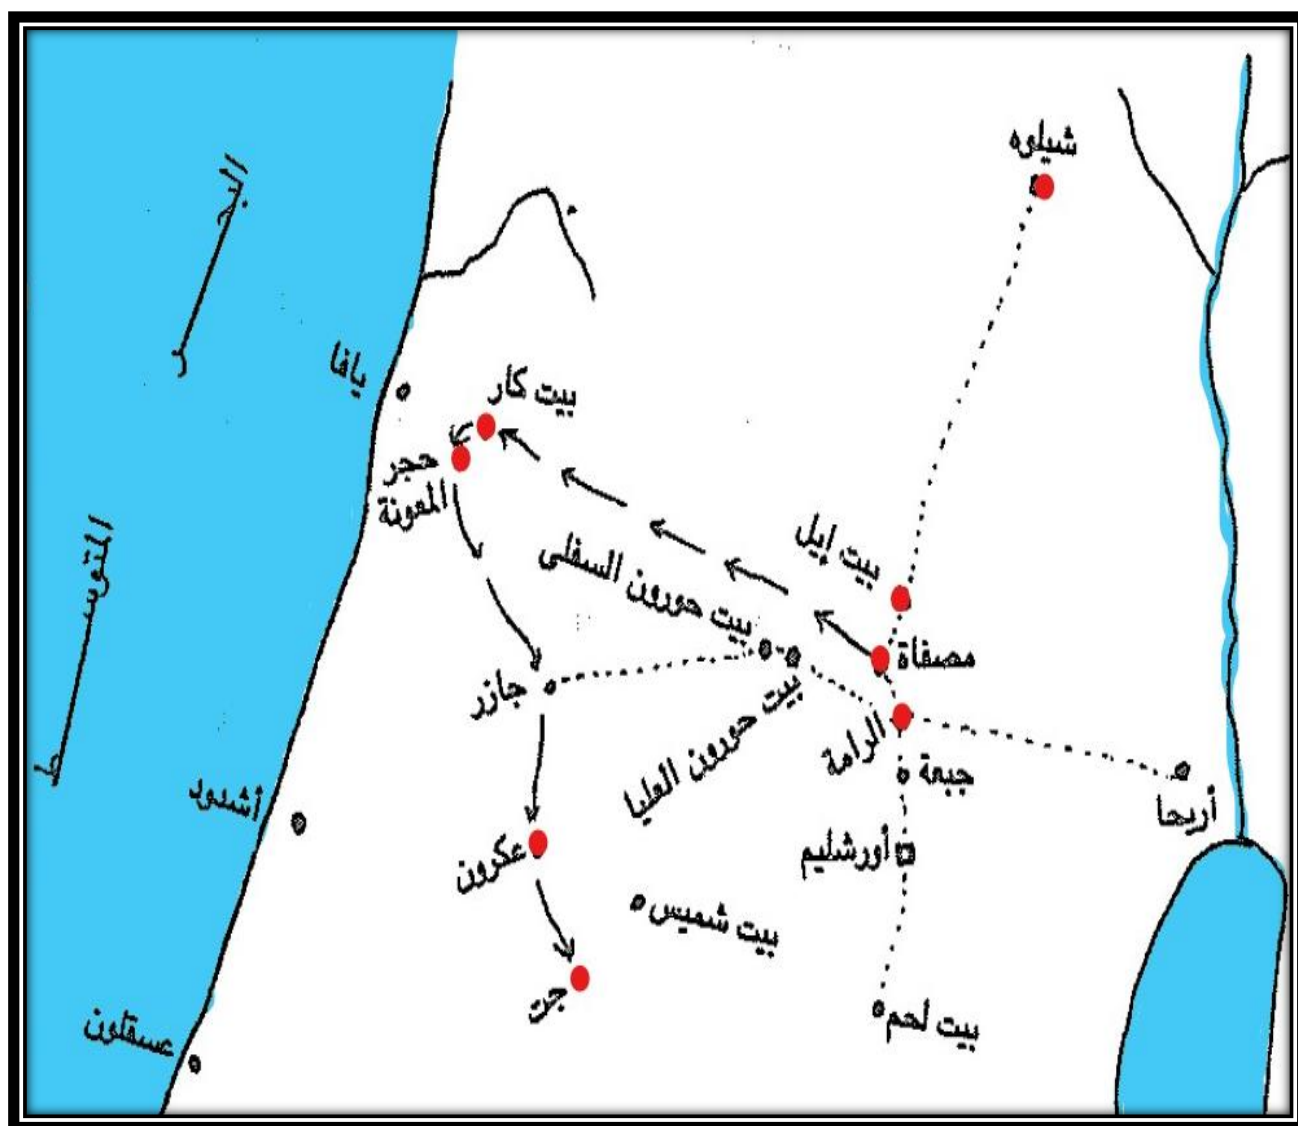 شيلوه
البحر
يافا
بيت كار
حجر
المعونة
المتوسط
بيت إيل
بيت حورون السفلى
مصفاة
جازر
بيت حورون العليا
الرامة
جبعة
أريحا
أشدود
أورشليم
عكرون
بيت شميس
جت
بيت لحم
عسقلون